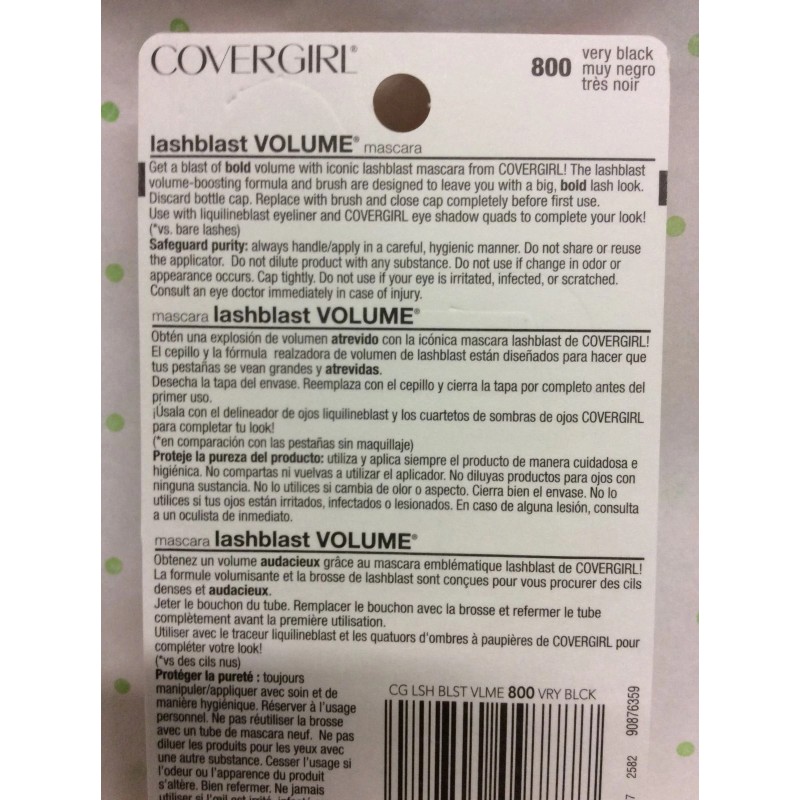 COVERGIRL®
800 very black
muy negro
très noir
lashblast VOLUME® mascara
Get a blast of bold volume with iconic lashblast mascara from COVERGIRL! The lashblast
volume-boosting formula and brush are designed to leave you with a big, bold lash look.
Discard bottle cap. Replace with brush and close cap completely before first use.
Use with liquilineblast eyeliner and COVERGIRL eye shadow quads to complete your look!
(*vs. bare lashes)
Safeguard purity: always handle/apply in a careful, hygienic manner. Do not share or reuse
the applicator. Do not dilute product with any substance. Do not use if change in odor or
appearance occurs. Cap tightly. Do not use if your eye is irritated, infected, or scratched.
Consult an eye doctor immediately in case of injury.
mascara lashblast VOLUME®
Obtén una explosión de volumen atrevido con la icónica mascara lashblast de COVERGIRL!
El cepillo y la fórmula realzadora de volumen de lashblast están diseñados para hacer que
tus pestañas se vean grandes y atrevidas.
Desecha la tapa del envase. Reemplaza con el cepillo y cierra la tapa por completo antes del
primer uso.
¡Úsala con el delineador de ojos liquilineblast y los cuartetos de sombras de ojos COVERGIRL
para completar tu look!
(*en comparación con las pestañas sin maquillaje)
Proteje la pureza del producto: utiliza y aplica siempre el producto de manera cuidadosa e
higiénica. No compartas ni vuelvas a utilizar el aplicador. No diluyas productos para ojos con
ninguna sustancia. No lo utilices si cambia de olor o aspecto. Cierra bien el envase. No lo
utilices si tus ojos están irritados, infectados o lesionados. En caso de alguna lesión, consulta
a un oculista de inmediato.
mascara lashblast VOLUME®
Obtenez un volume audacieux grâce au mascara emblématique lashblast de COVERGIRL!
La formule volumisante et la brosse de lashblast sont conçues pour vous procurer des cils
denses et audacieux.
Jeter le bouchon du tube. Remplacer le bouchon avec la brosse et refermer le tube
complètement avant la première utilisation.
Utiliser avec le traceur liquilineblast et les quatuors d'ombres à paupières de COVERGIRL pour
compléter votre look!
(*vs des cils nus)
Protéger la pureté : toujours
manipuler/appliquer avec soin et de
manière hygiénique. Réserver à l'usage
personnel. Ne pas réutiliser la brosse
avec un tube de mascara neuf. Ne pas
diluer les produits pour les yeux avec
une autre substance. Cesser l'usage si
l'odeur ou l'apparence du produit
s'altère. Bien refermer. Ne jamais
utiliser si l'œil est irrité,
CG LSH BLST VLME 800 VRY BLCK
7 2582 90876359